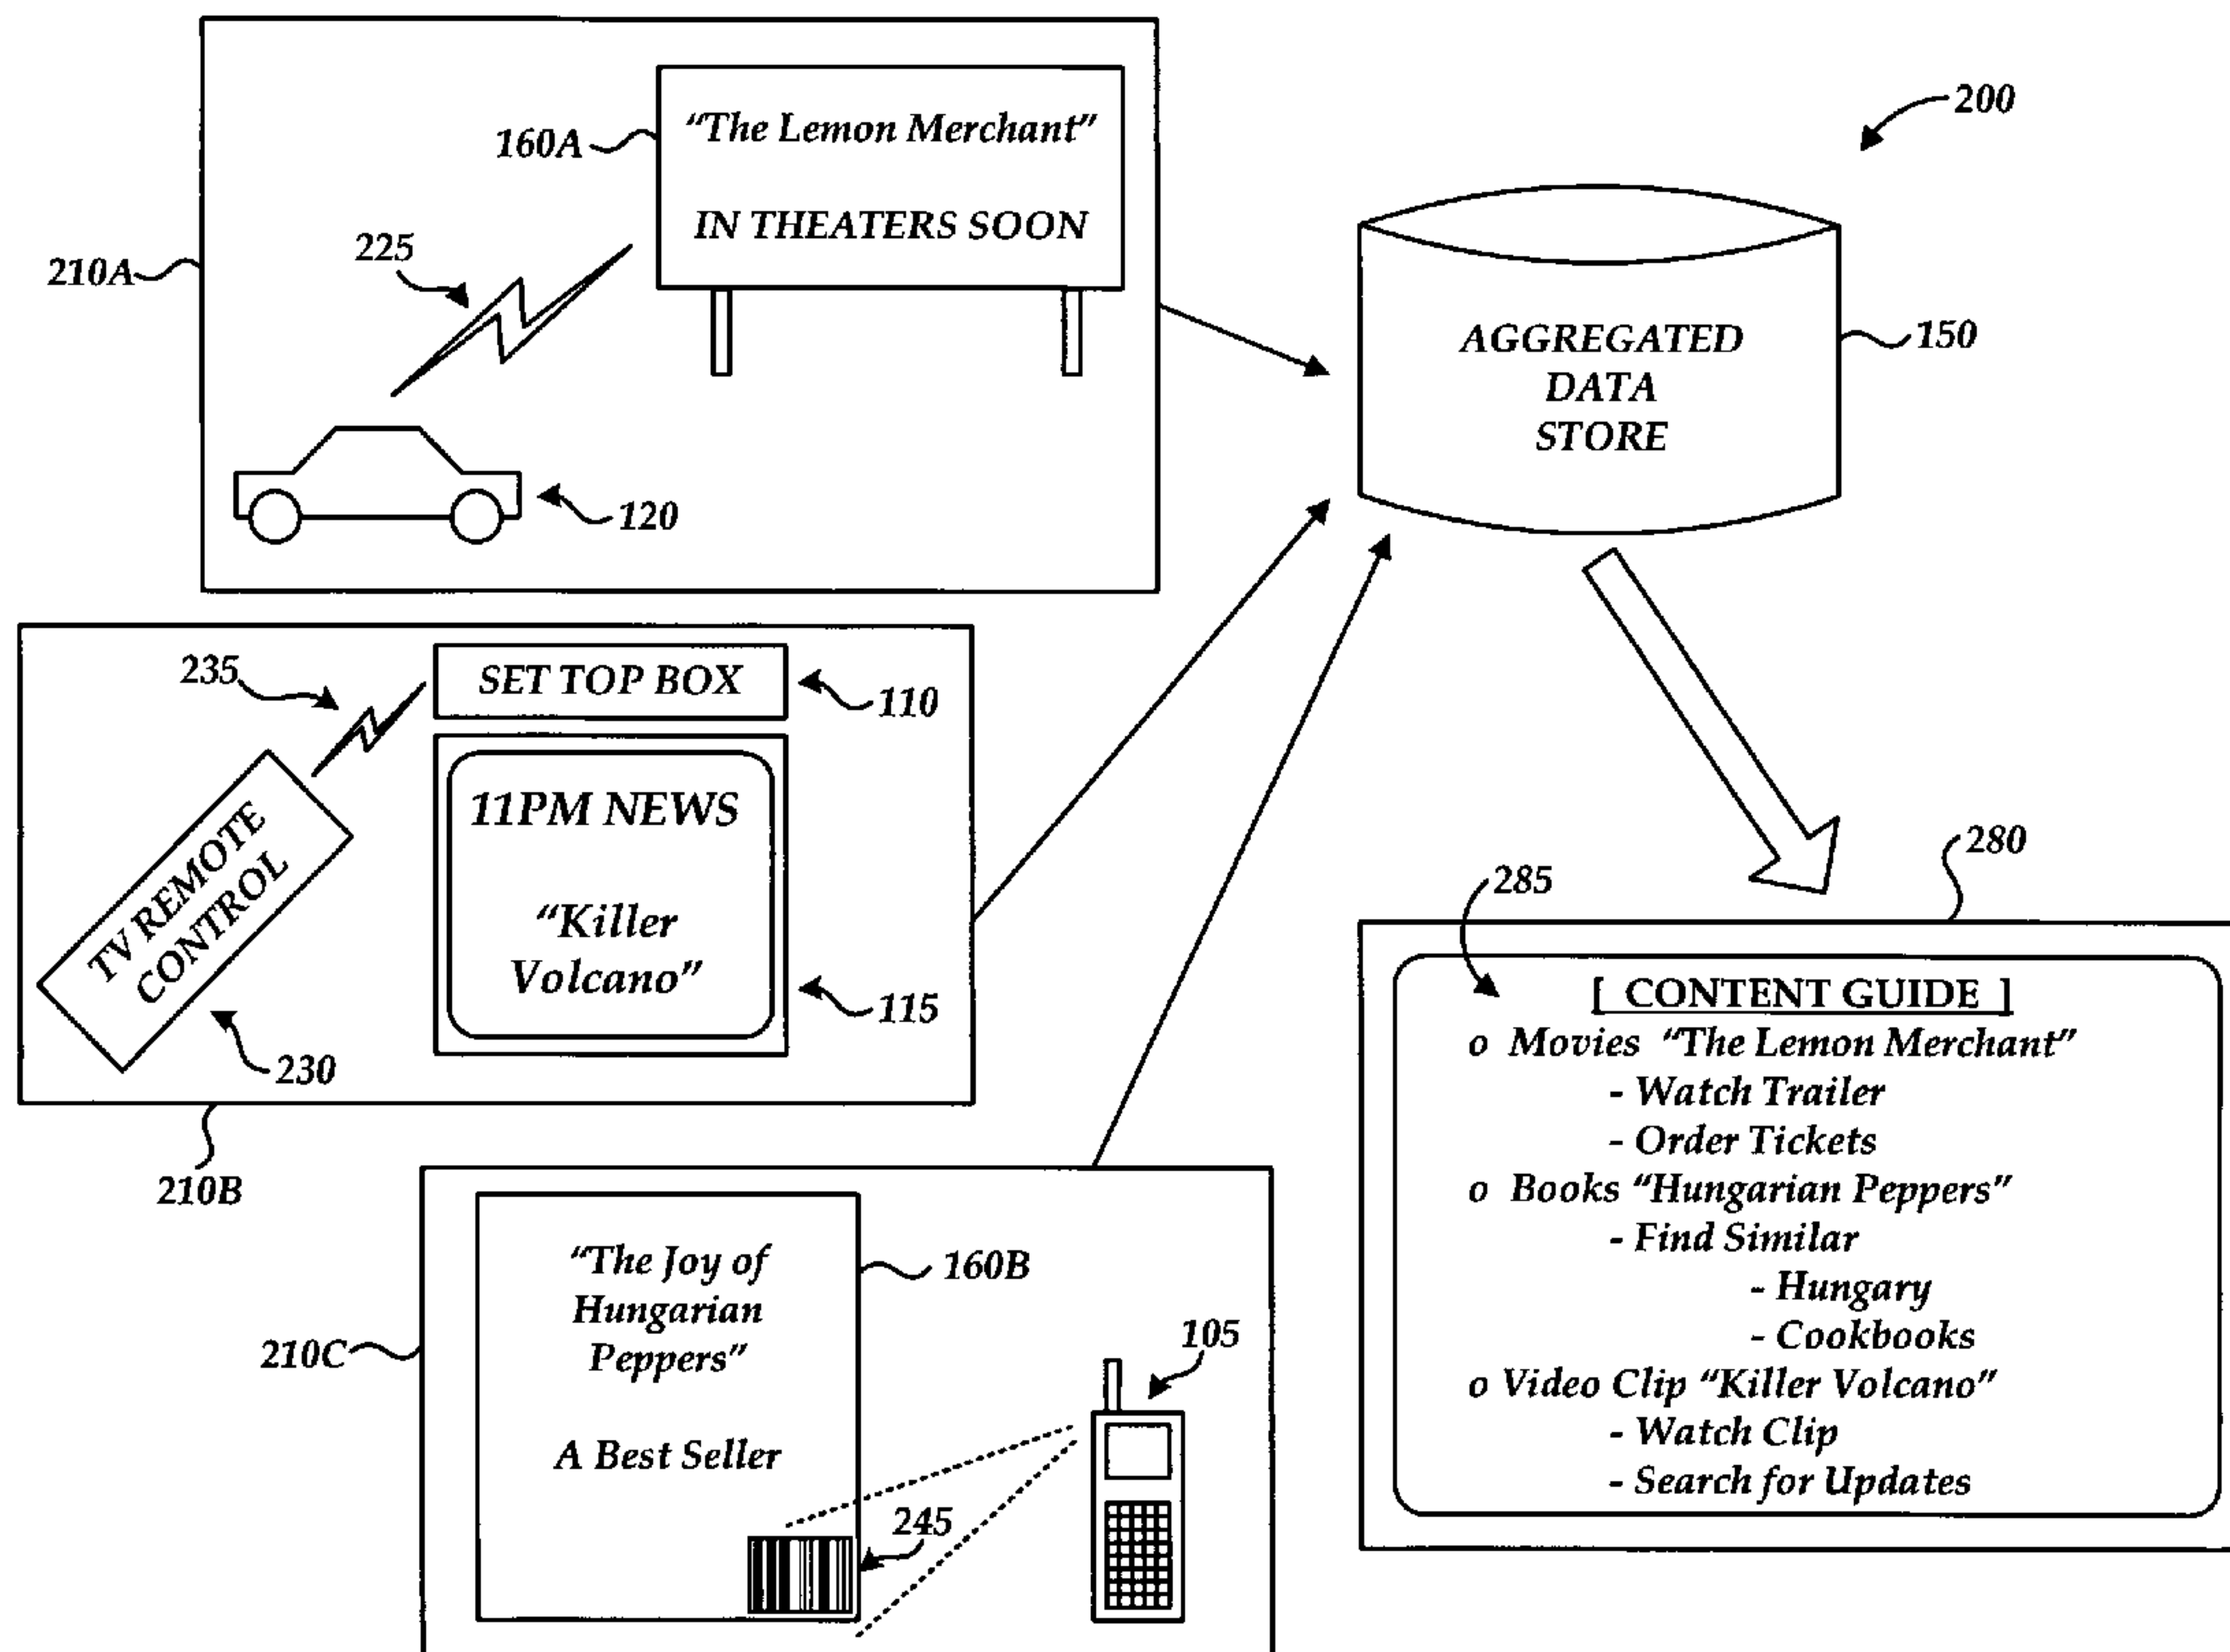 "The Lemon Merchant"
IN THEATERS SOON
160A
225
210A
120
200
AGGREGATED
DATA
STORE
150
235
SET TOP BOX
110
11PM NEWS
"Killer
Volcano"
115
TV REMOTE
CONTROL
230
210B
"The Joy of
Hungarian
Peppers"
A Best Seller
160B
210C
105
245
280
285
[ CONTENT GUIDE ]
o Movies "The Lemon Merchant"
- Watch Trailer
- Order Tickets
o Books "Hungarian Peppers"
- Find Similar
- Hungary
- Cookbooks
o Video Clip "Killer Volcano"
- Watch Clip
- Search for Updates